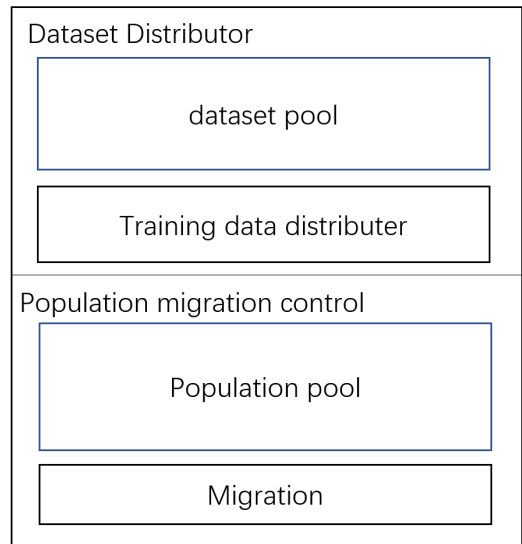 Dataset Distributor
dataset pool
Training data distributer
Population migration control
Population pool
Migration